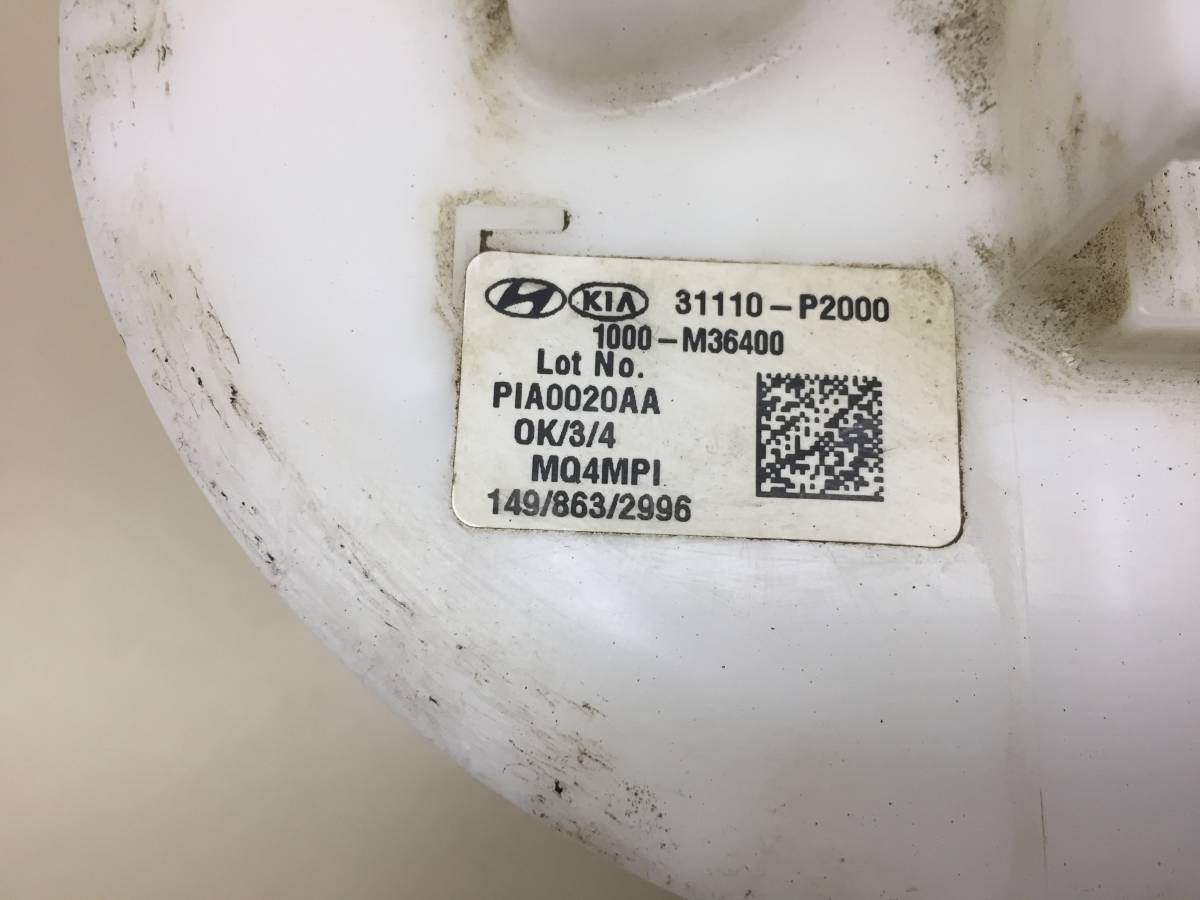 KIA 31110-P2000
1000-M36400
Lot No.
PIA0020AA
OK/3/4
MQ4MPI
149/863/2996